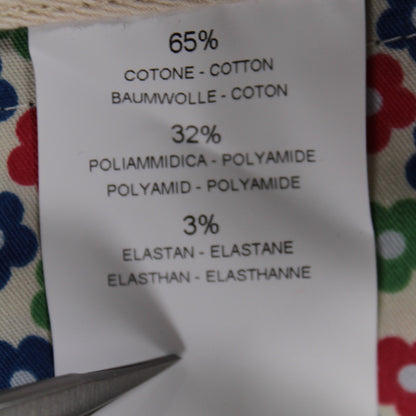 65%
COTONE - COTTON
BAUMWOLLE - COTON
32%
POLIAMMIDICA - POLYAMIDE
POLYAMID - POLYAMIDE
3%
ELASTAN - ELASTANE
ELASTHAN - ELASTHANNE